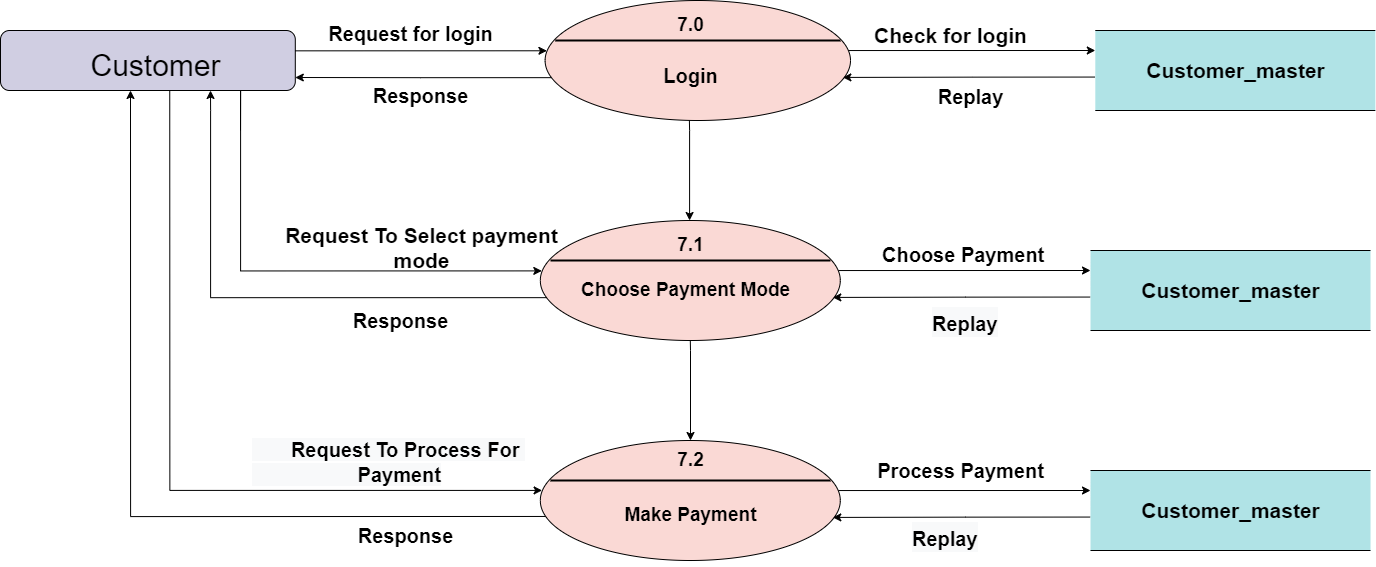 7.0
Request for login
Check for login
Customer
Login
Customer_master
Response
Replay
7.1
Request To Select payment
mode
Choose Payment
Choose Payment Mode
Customer_master
Response
Replay
7.2
Request To Process For
Payment
Process Payment
Make Payment
Customer_master
Response
Replay